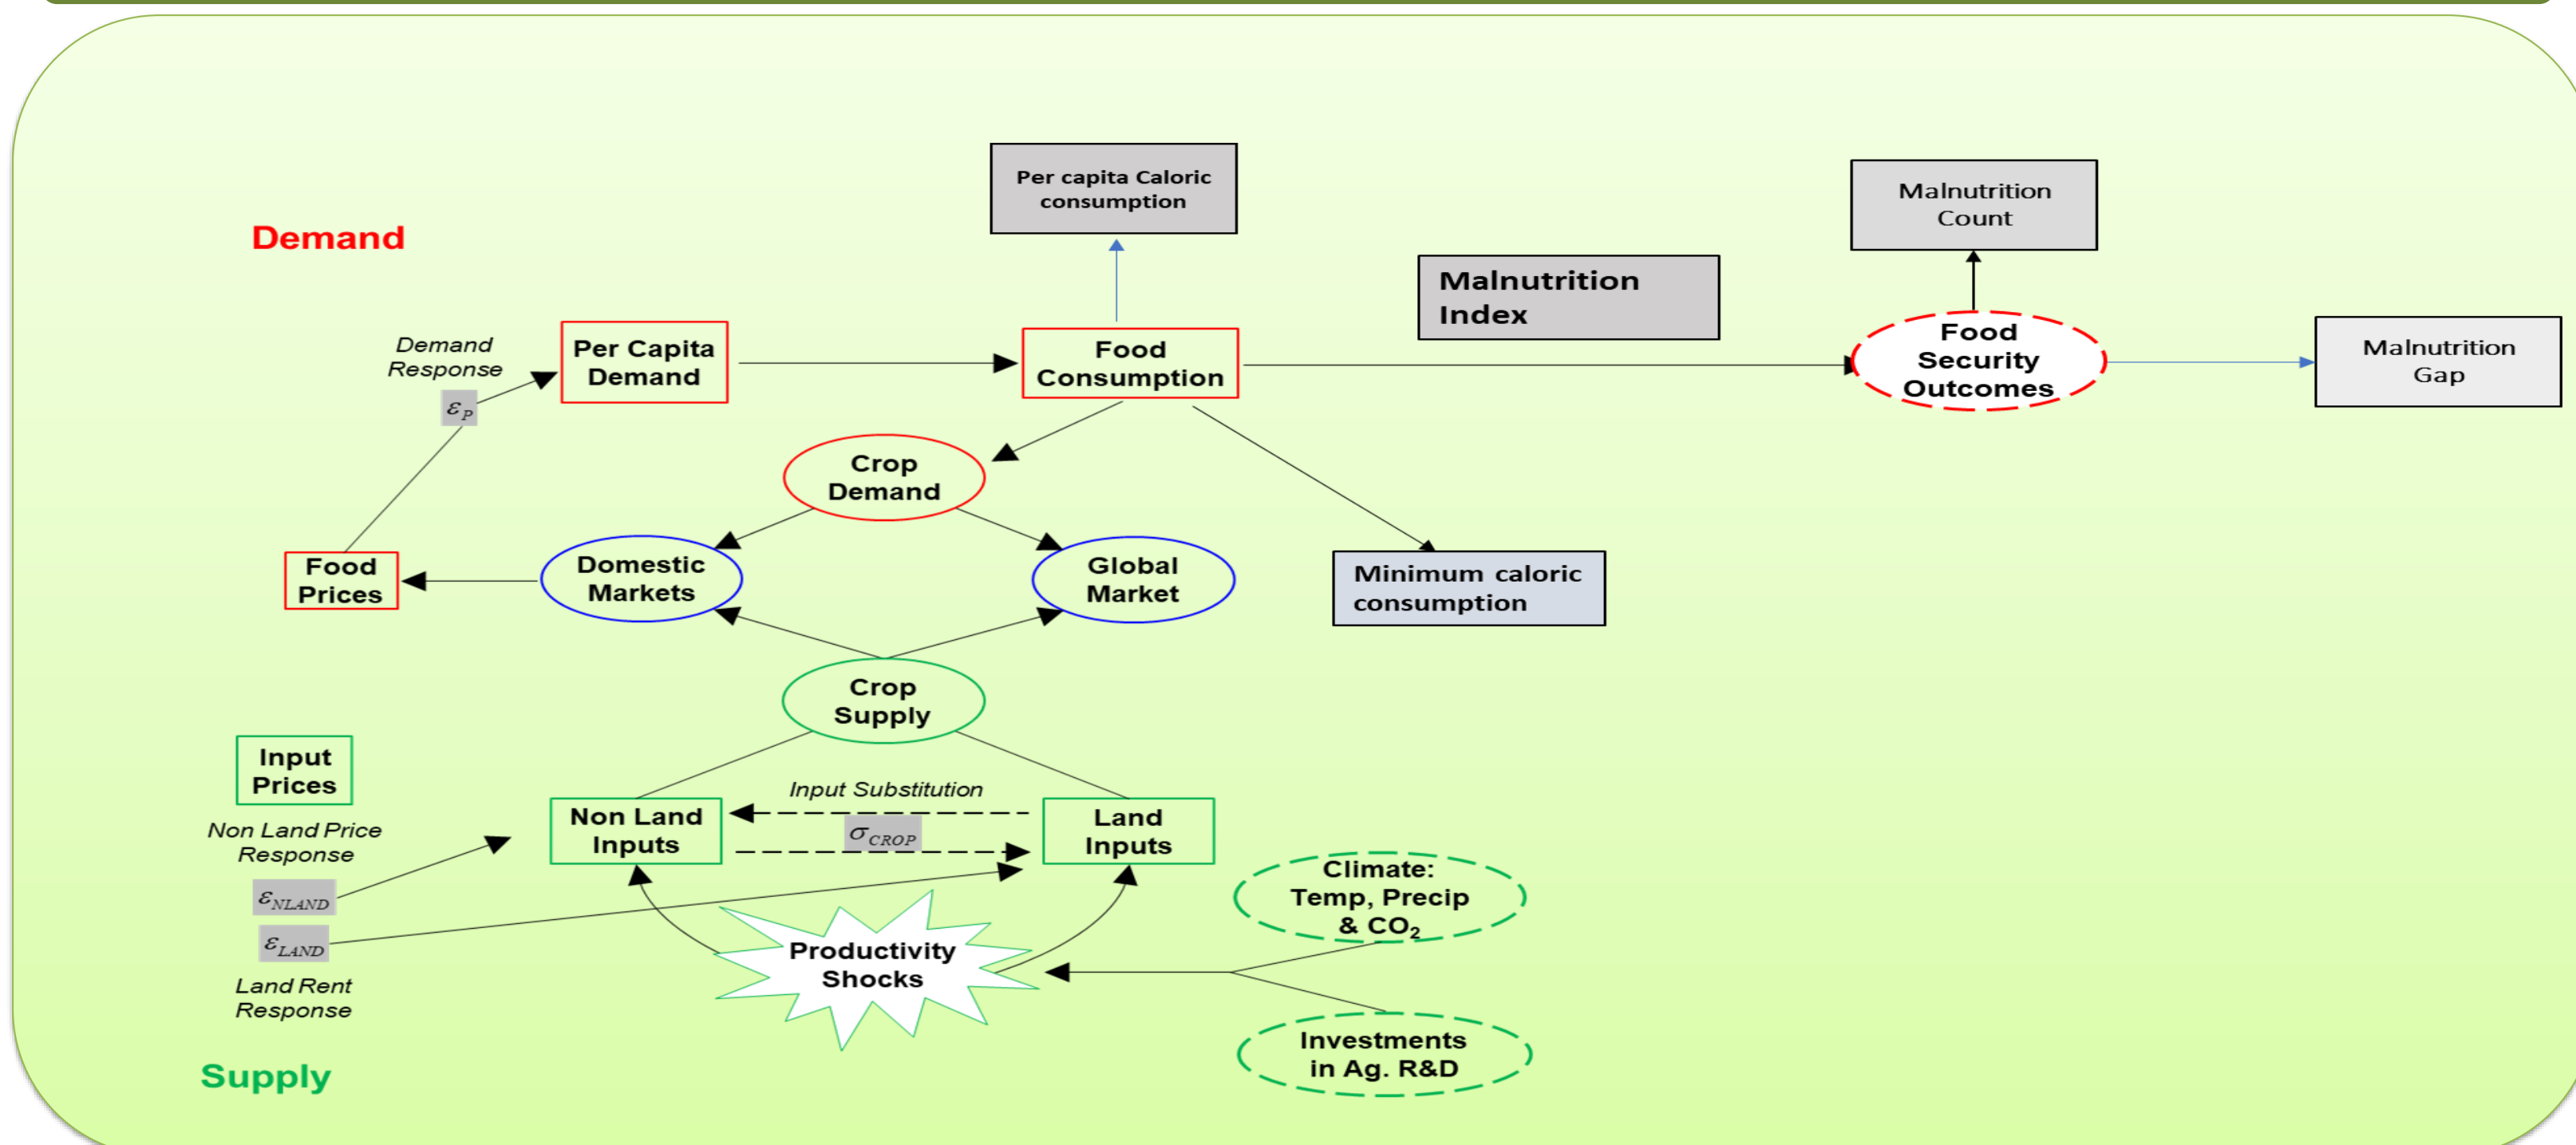 Per capita Caloric
consumption
Malnutrition
Count
Demand
Malnutrition
Index
Demand
Response
Per Capita
Demand
Food
Consumption
Food
Security
Outcomes
Malnutrition
Gap
εP
Crop
Demand
Food
Prices
Domestic
Markets
Global
Market
Minimum caloric
consumption
Crop
Supply
Input
Prices
Input Substitution
Non Land Price
Response
Non Land
Inputs
σCROP
Land
Inputs
εNLAND
Climate:
Temp, Precip
& CO₂
εLAND
Productivity
Shocks
Land Rent
Response
Investments
in Ag. R&D
Supply